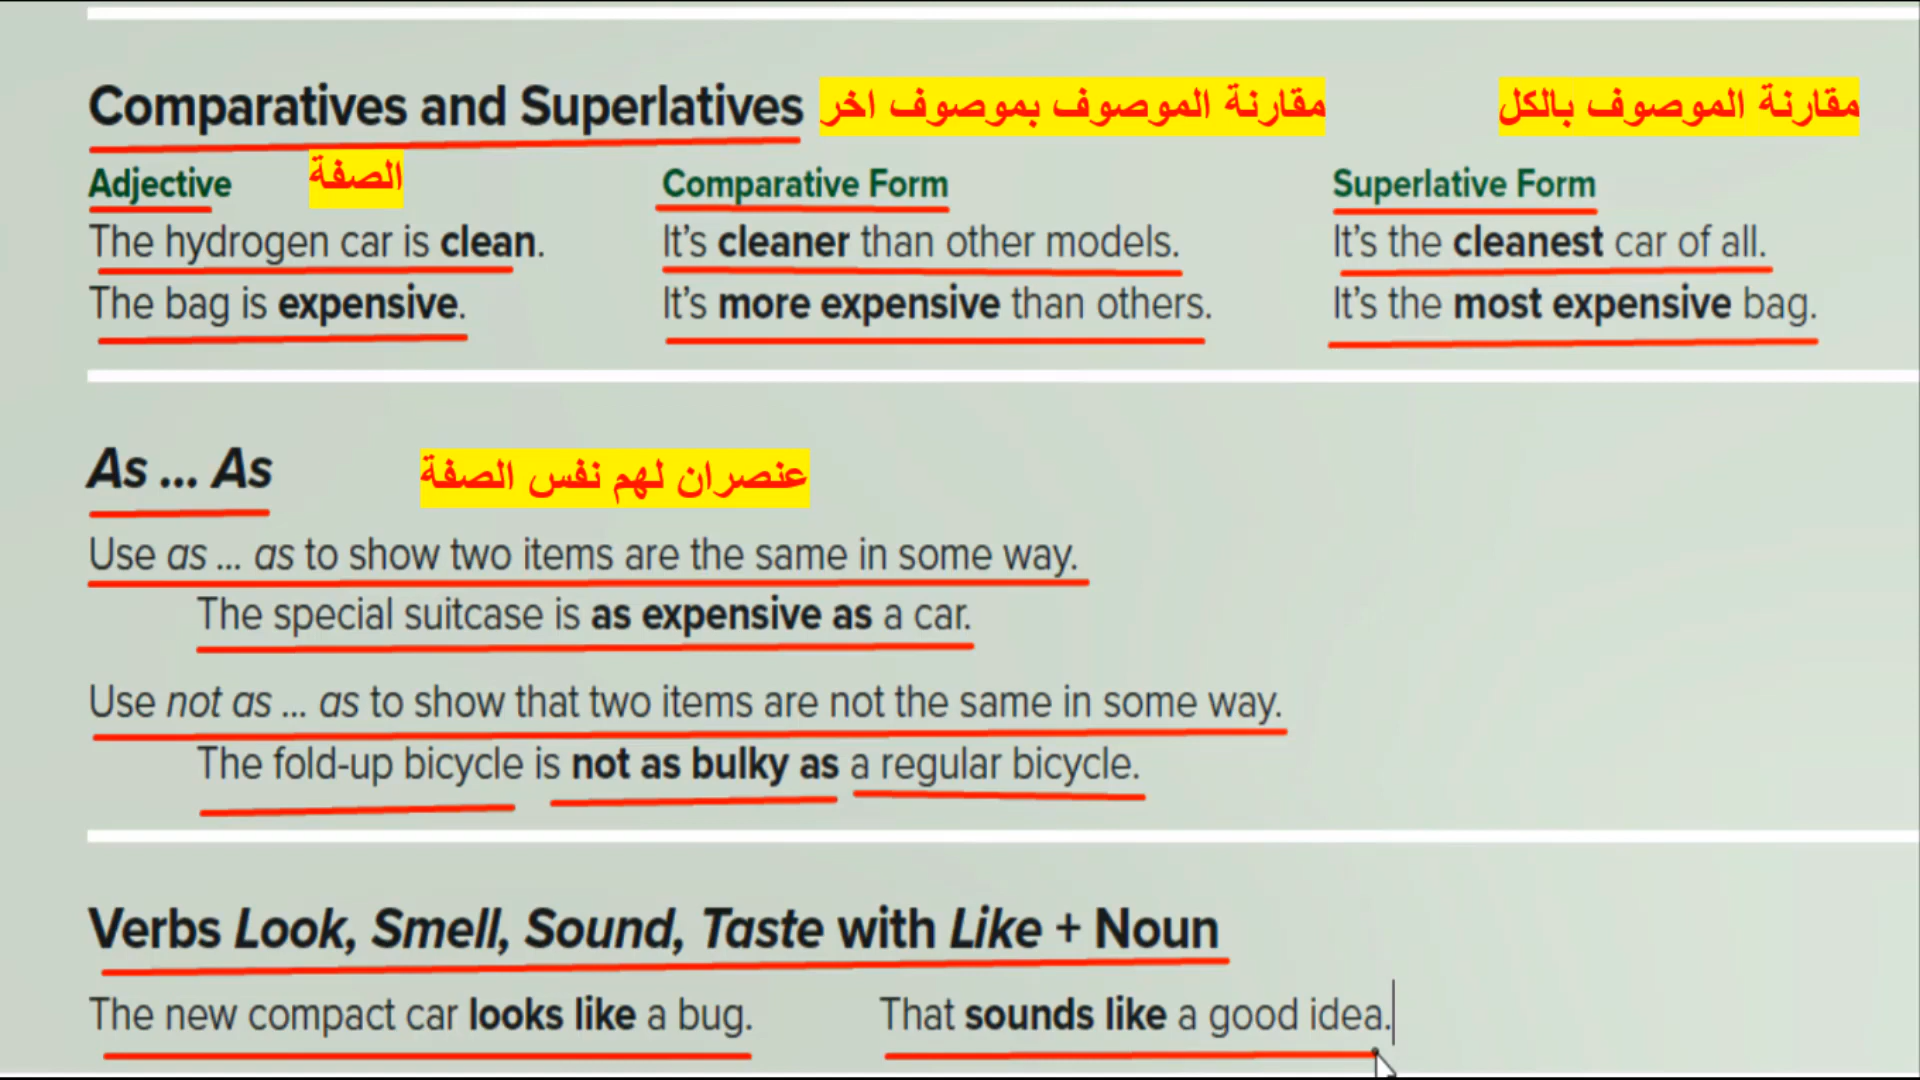 Comparatives and Superlatives مقارنة الموصوف بموصوف اخر مقارنة الموصوف بالكل
Adjective الصفة Comparative Form Superlative Form
The hydrogen car is clean. It's cleaner than other models. It's the cleanest car of all.
The bag is expensive. It's more expensive than others. It's the most expensive bag.
As ... As عنصران لهم نفس الصفة
Use as ... as to show two items are the same in some way.
The special suitcase is as expensive as a car.
Use not as ... as to show that two items are not the same in some way.
The fold-up bicycle is not as bulky as a regular bicycle.
Verbs Look, Smell, Sound, Taste with Like + Noun
The new compact car looks like a bug. That sounds like a good idea.